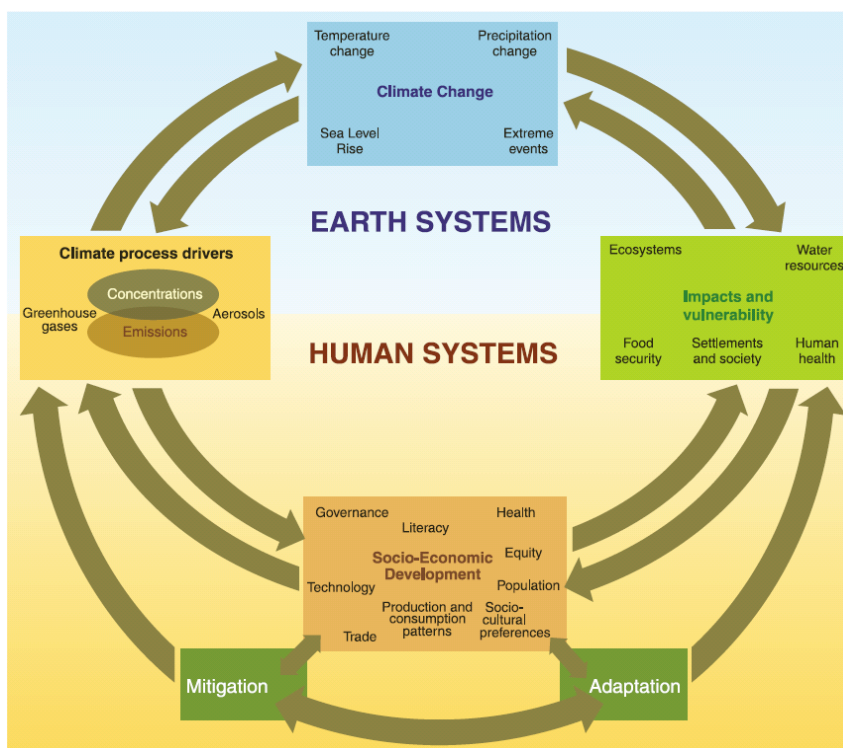 Temperature
change
Precipitation
change
Climate Change
Sea Level
Rise
Extreme
events
EARTH SYSTEMS
Climate process drivers
Concentrations
Greenhouse
gases
Aerosols
Emissions
Ecosystems
Water
resources
Impacts and
vulnerability
Food
security
Settlements
and society
Human
health
HUMAN SYSTEMS
Governance
Literacy
Health
Socio-Economic
Development
Equity
Technology
Population
Production and
consumption
patterns
Socio-
cultural
preferences
Trade
Mitigation
Adaptation